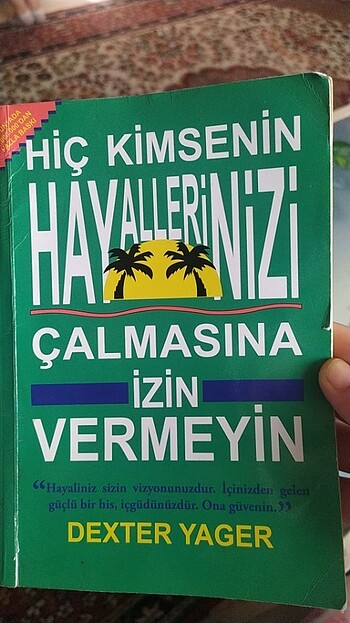 HİÇ KİMSENİN
HAYALLERİNİZİ
ÇALMASINA
İZİN
VERMEYİN
“Hayaliniz sizin vizyonunuzdur. İçinizden gelen
güçlü bir his, içgüdünüzdür. Ona güvenin.”
DEXTER YAGER